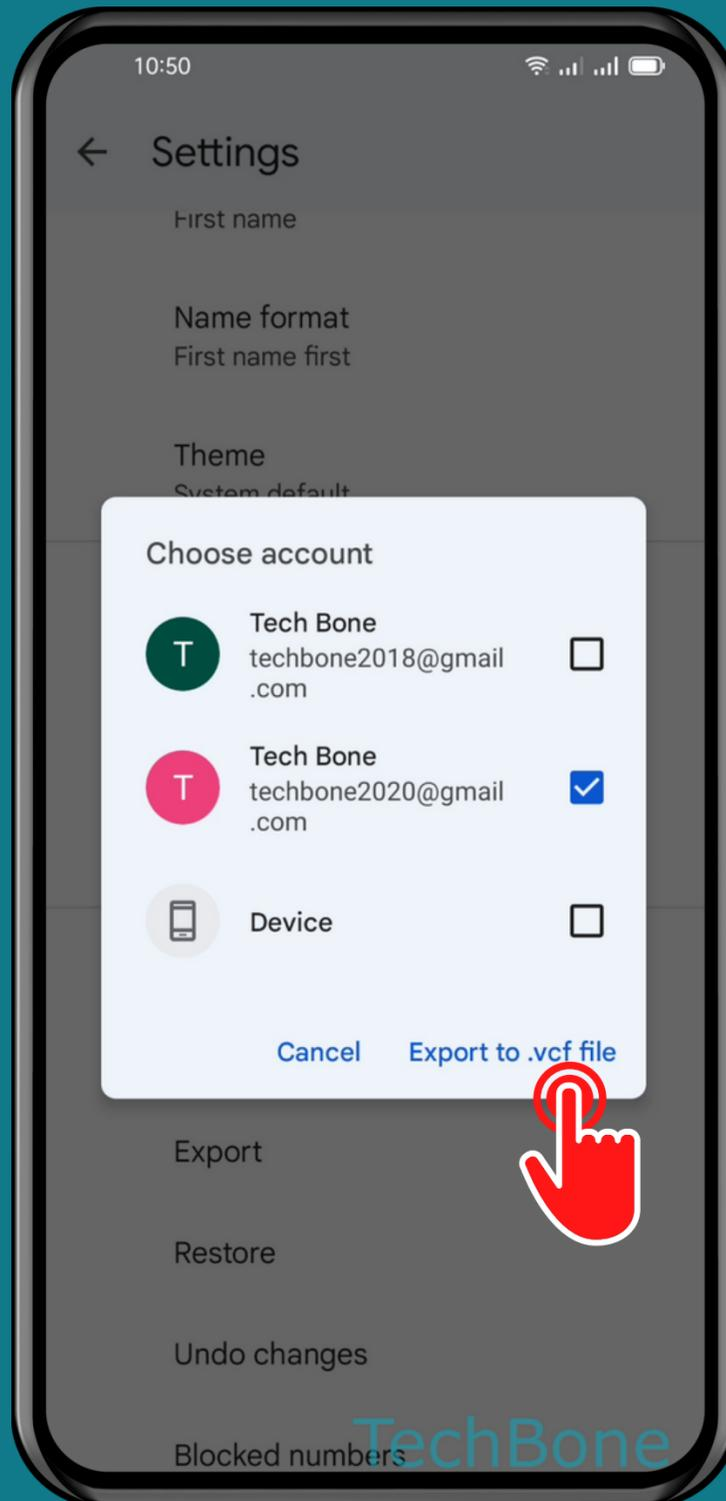 10:50
Settings
First name
Name format
First name first
Theme
System default
Choose account
T
Tech Bone
techbone2018@gmail
.com
T
Tech Bone
techbone2020@gmail
.com
Device
Cancel Export to .vcf file
Export
Restore
Undo changes
Blocked numbers
TechBone